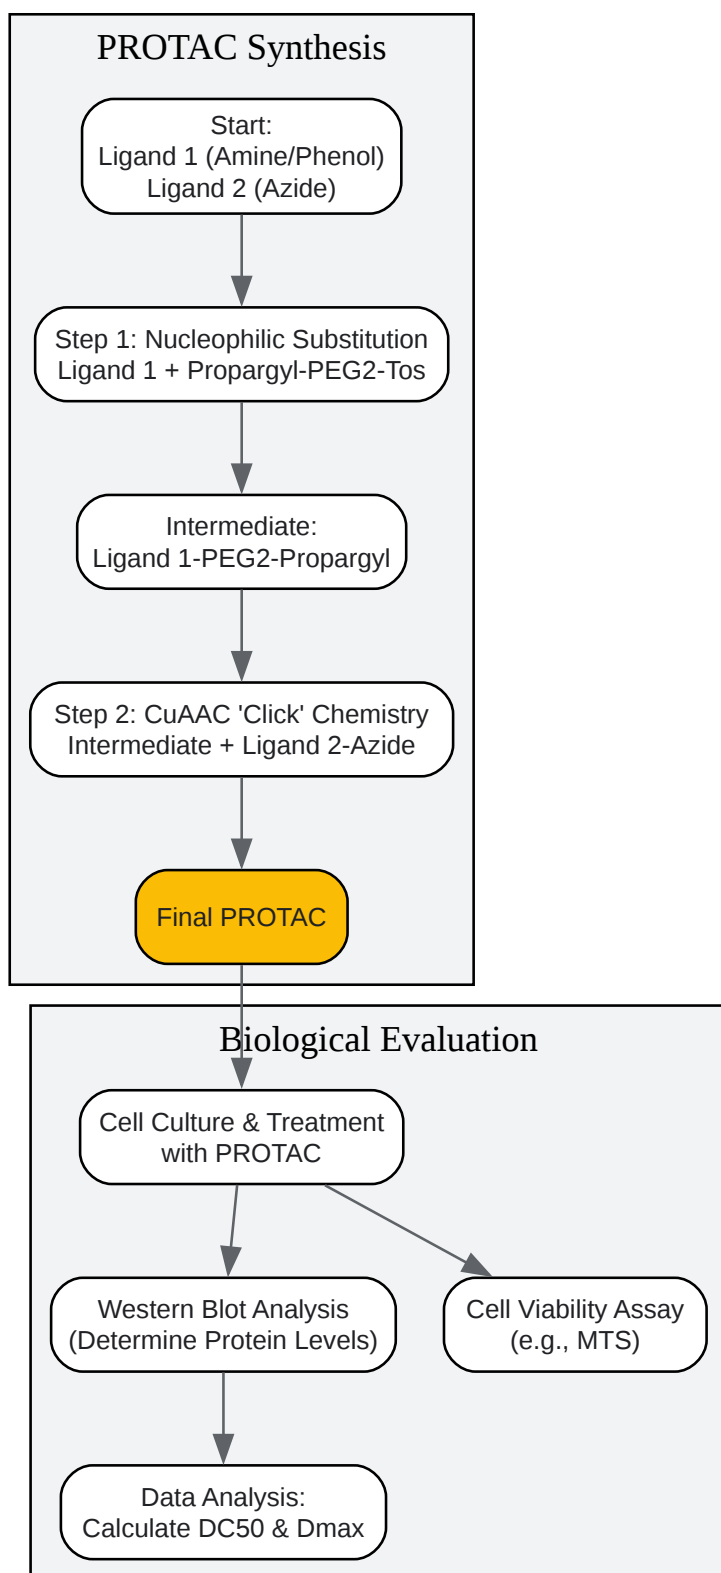 PROTAC Synthesis
Start:
Ligand 1 (Amine/Phenol)
Ligand 2 (Azide)
Step 1: Nucleophilic Substitution
Ligand 1 + Propargyl-PEG2-Tos
Intermediate:
Ligand 1-PEG2-Propargyl
Step 2: CuAAC 'Click' Chemistry
Intermediate + Ligand 2-Azide
Final PROTAC
Biological Evaluation
Cell Culture & Treatment
with PROTAC
Western Blot Analysis
(Determine Protein Levels)
Cell Viability Assay
(e.g., MTS)
Data Analysis:
Calculate DC50 & Dmax